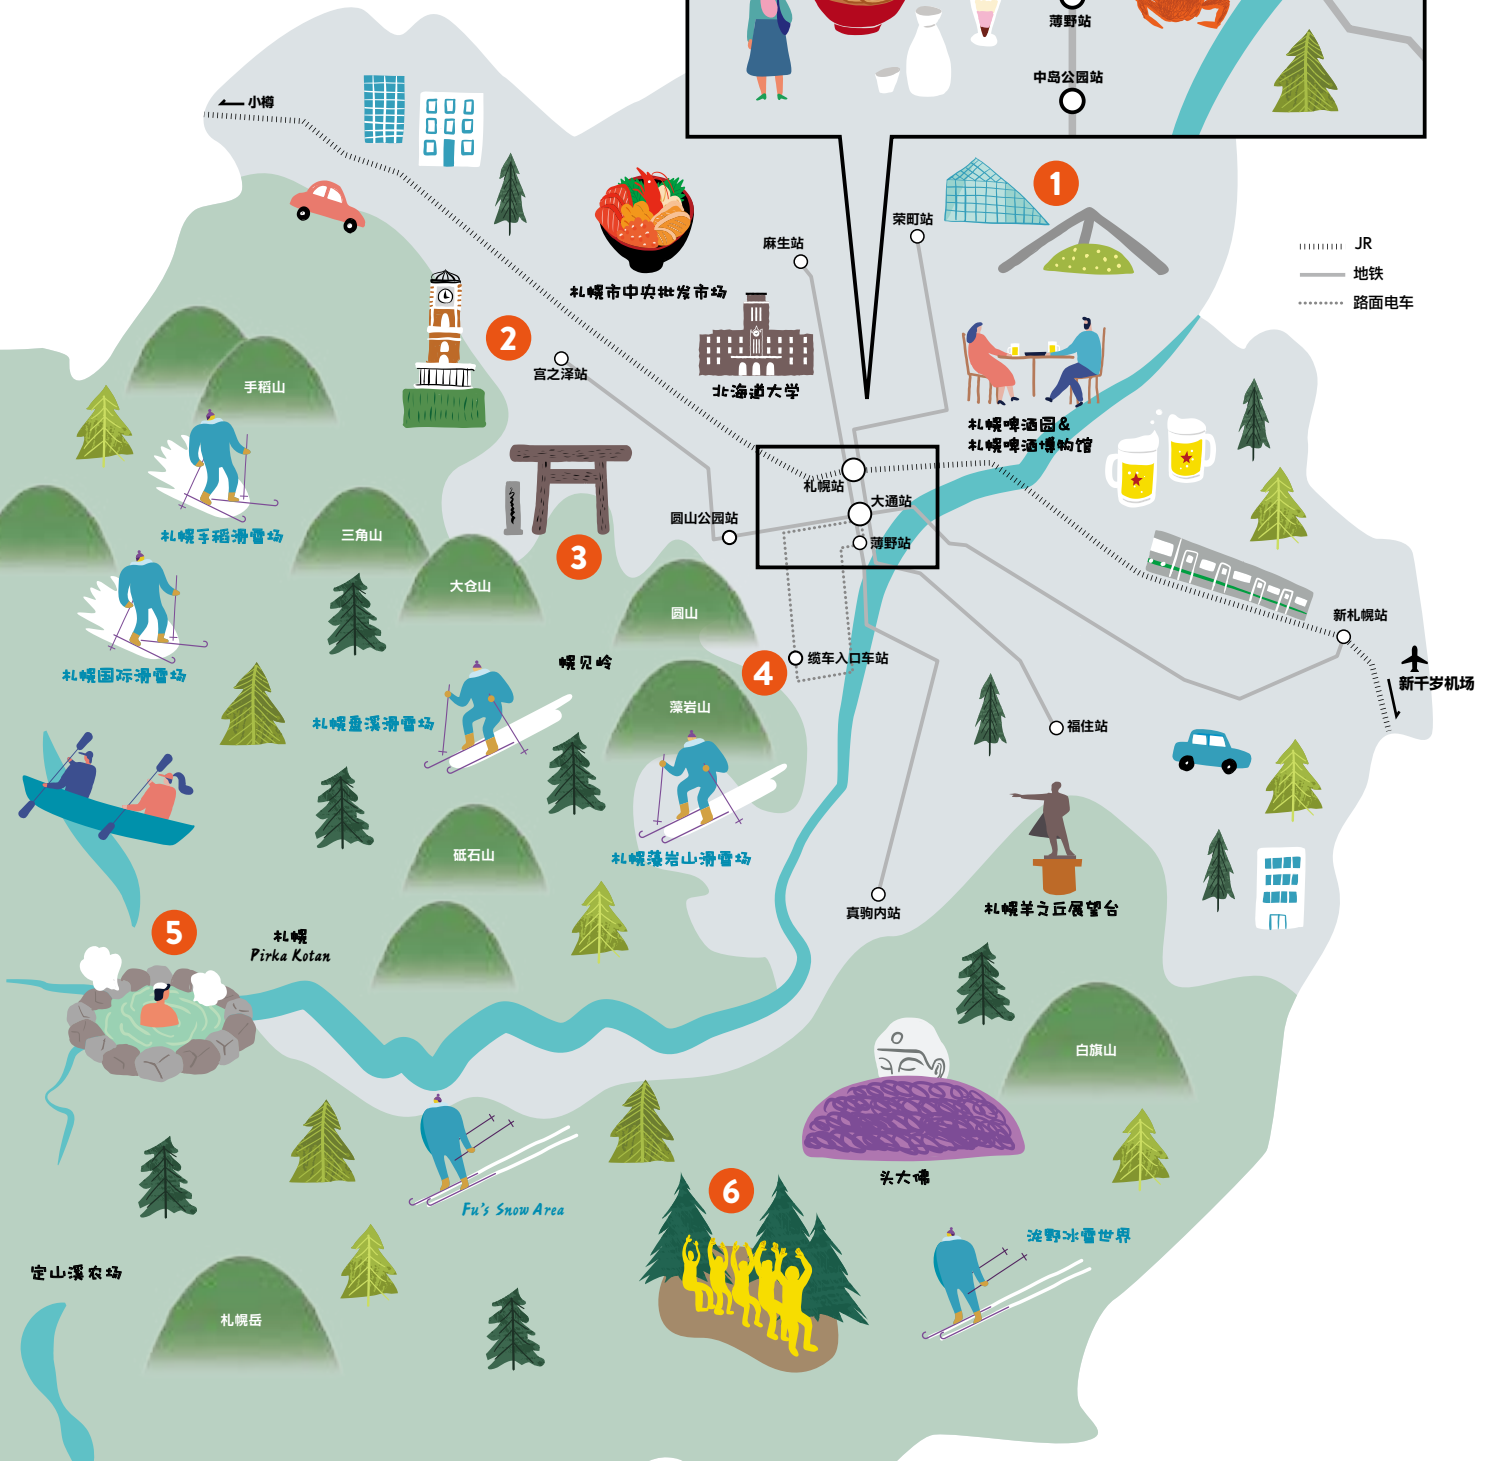 薄野站
中岛公园站
小樽
1
荣町站
麻生站
JR
地铁
路面电车
札幌市中央批发市场
2
宫之泽站
北海道大学
手稻山
札幌啤酒园&
札幌啤酒博物馆
札幌站
大通站
圆山公园站
薄野站
札幌手稻滑雪场
三角山
3
大仓山
圆山
新札幌站
新千岁机场
札幌国际滑雪场
幌见岭
4
缆车入口车站
藻岩山
札幌盘溪滑雪场
福住站
砥石山
札幌藻岩山滑雪场
真驹内站
札幌羊之丘展望台
5
札幌
Pirka Kotan
白旗山
头大佛
6
Fu's Snow Area
滝野冰雪世界
定山溪农场
札幌岳